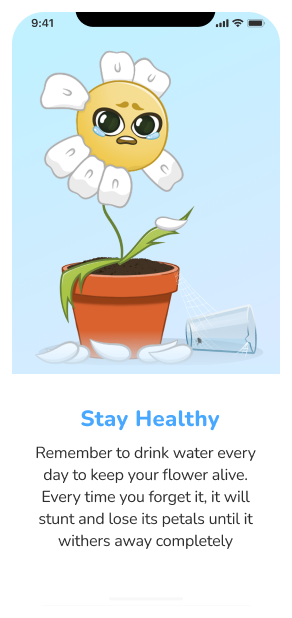 9:41
Stay Healthy
Remember to drink water every
day to keep your flower alive.
Every time you forget it, it will
stunt and lose its petals until it
withers away completely